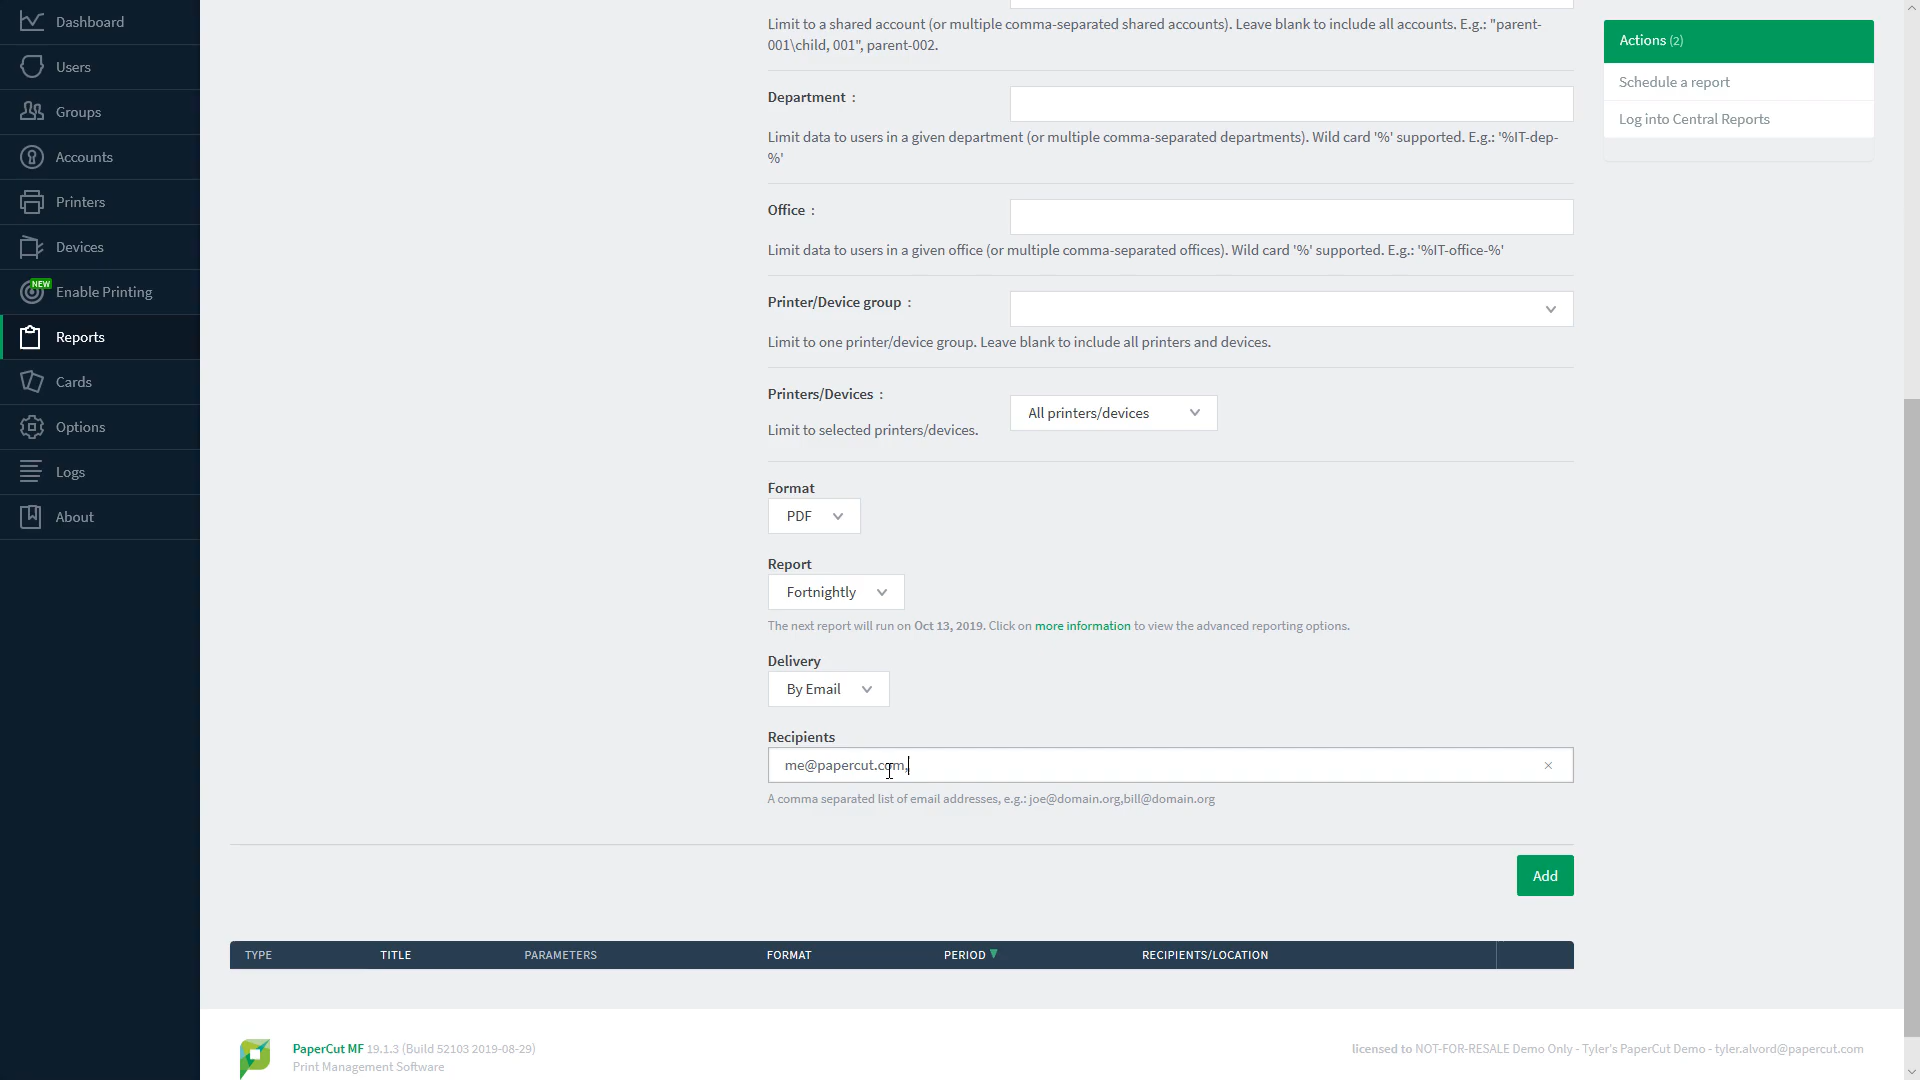 Dashboard
Users
Groups
Accounts
Printers
Devices
NEW
Enable Printing
Reports
Cards
Options
Logs
About
Limit to a shared account (or multiple comma-separated shared accounts). Leave blank to include all accounts. E.g.: "parent-
001\child, 001", parent-002.
Department :
Limit data to users in a given department (or multiple comma-separated departments). Wild card '%' supported. E.g.: '%IT-dep-
%'
Office :
Limit data to users in a given office (or multiple comma-separated offices). Wild card '%' supported. E.g.: '%IT-office-%'
Printer/Device group :
Limit to one printer/device group. Leave blank to include all printers and devices.
Printers/Devices :
All printers/devices
Limit to selected printers/devices.
Format
PDF
Report
Fortnightly
The next report will run on Oct 13, 2019. Click on more information to view the advanced reporting options.
Delivery
By Email
Recipients
me@papercut.com,
A comma separated list of email addresses, e.g.: joe@domain.org,bill@domain.org
Add
TYPE TITLE PARAMETERS FORMAT PERIOD RECIPIENTS/LOCATION
Actions (2)
Schedule a report
Log into Central Reports
PaperCut MF 19.1.3 (Build 52103 2019-08-29)
Print Management Software
licensed to NOT-FOR-RESALE Demo Only - Tyler's PaperCut Demo - tyler.alvord@papercut.com